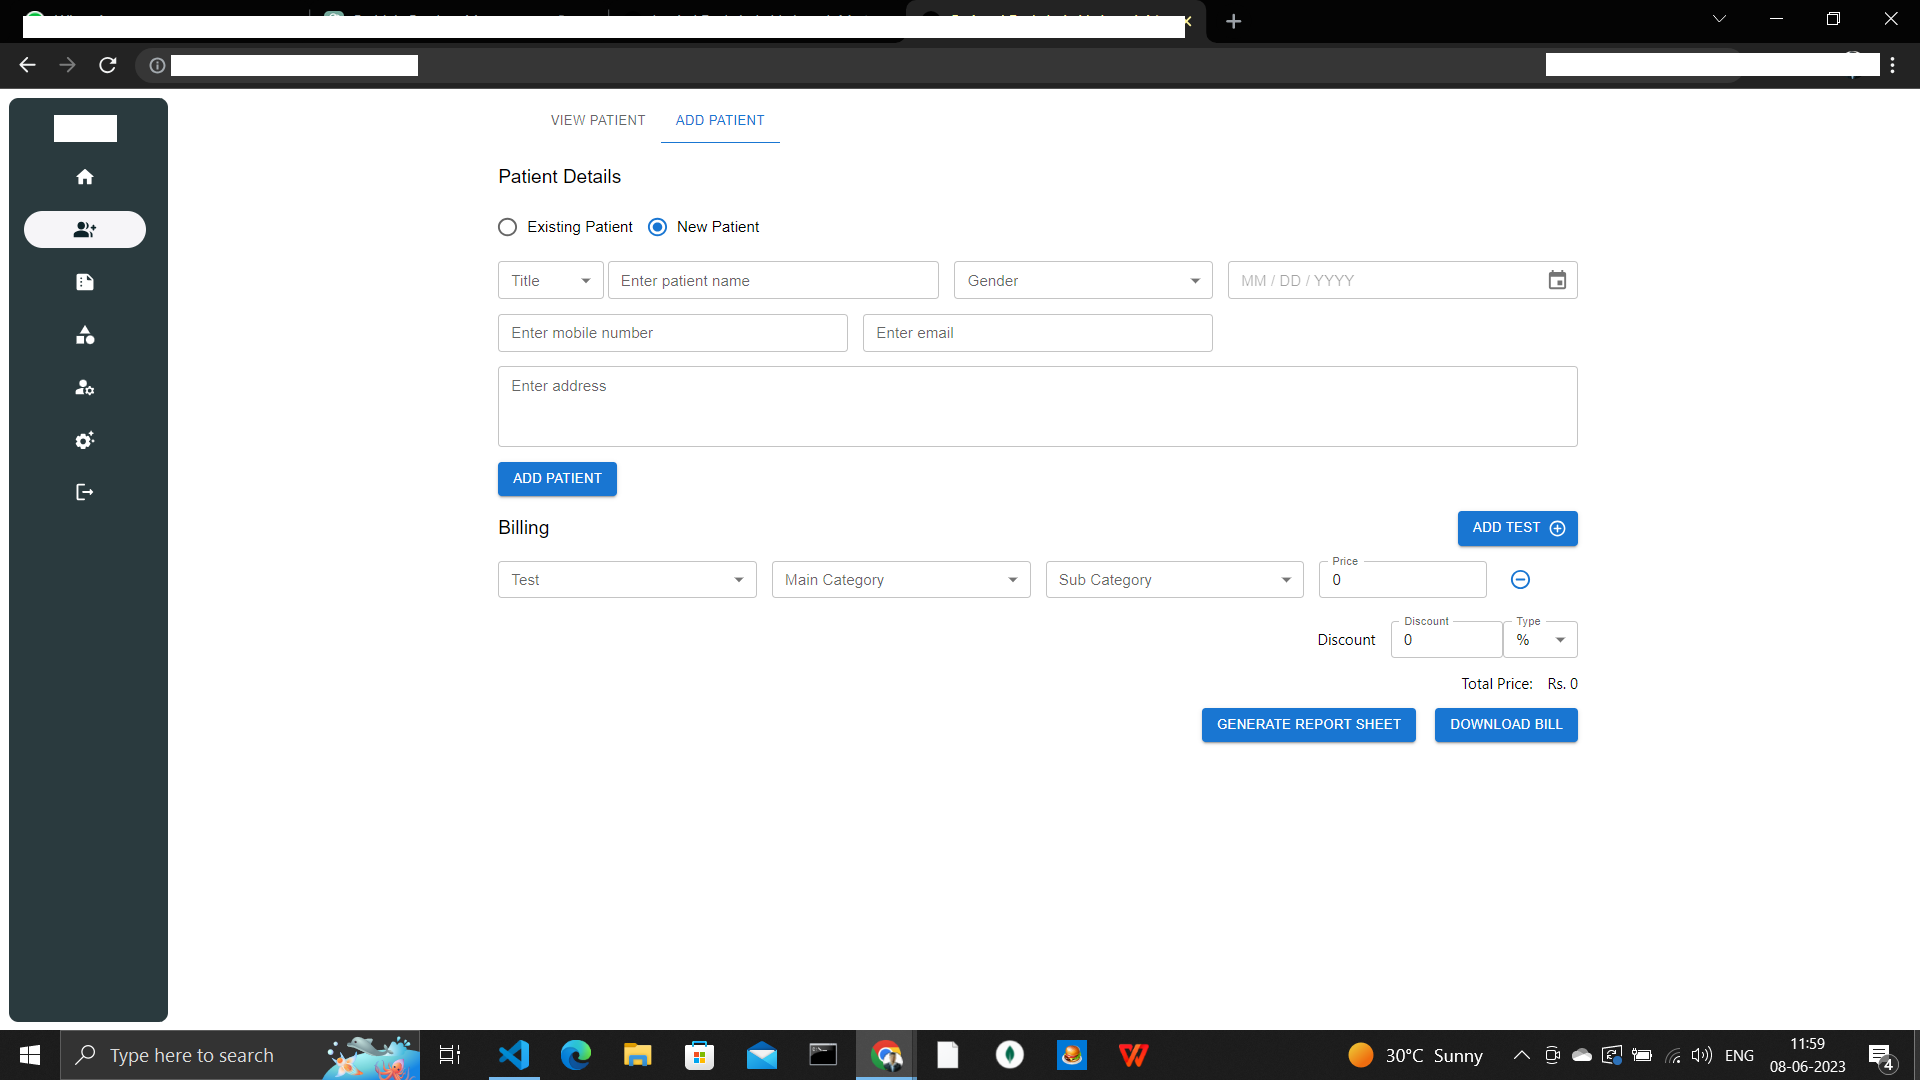 VIEW PATIENT ADD PATIENT
Patient Details
Existing Patient New Patient
Title Enter patient name Gender MM / DD / YYYY
Enter mobile number Enter email
Enter address
ADD PATIENT
Billing ADD TEST
Price
Test Main Category Sub Category 0
Discount Type
Discount 0 %
Total Price: Rs. 0
GENERATE REPORT SHEET DOWNLOAD BILL
Type here to search 30°C Sunny ENG 11:59
08-06-2023 4